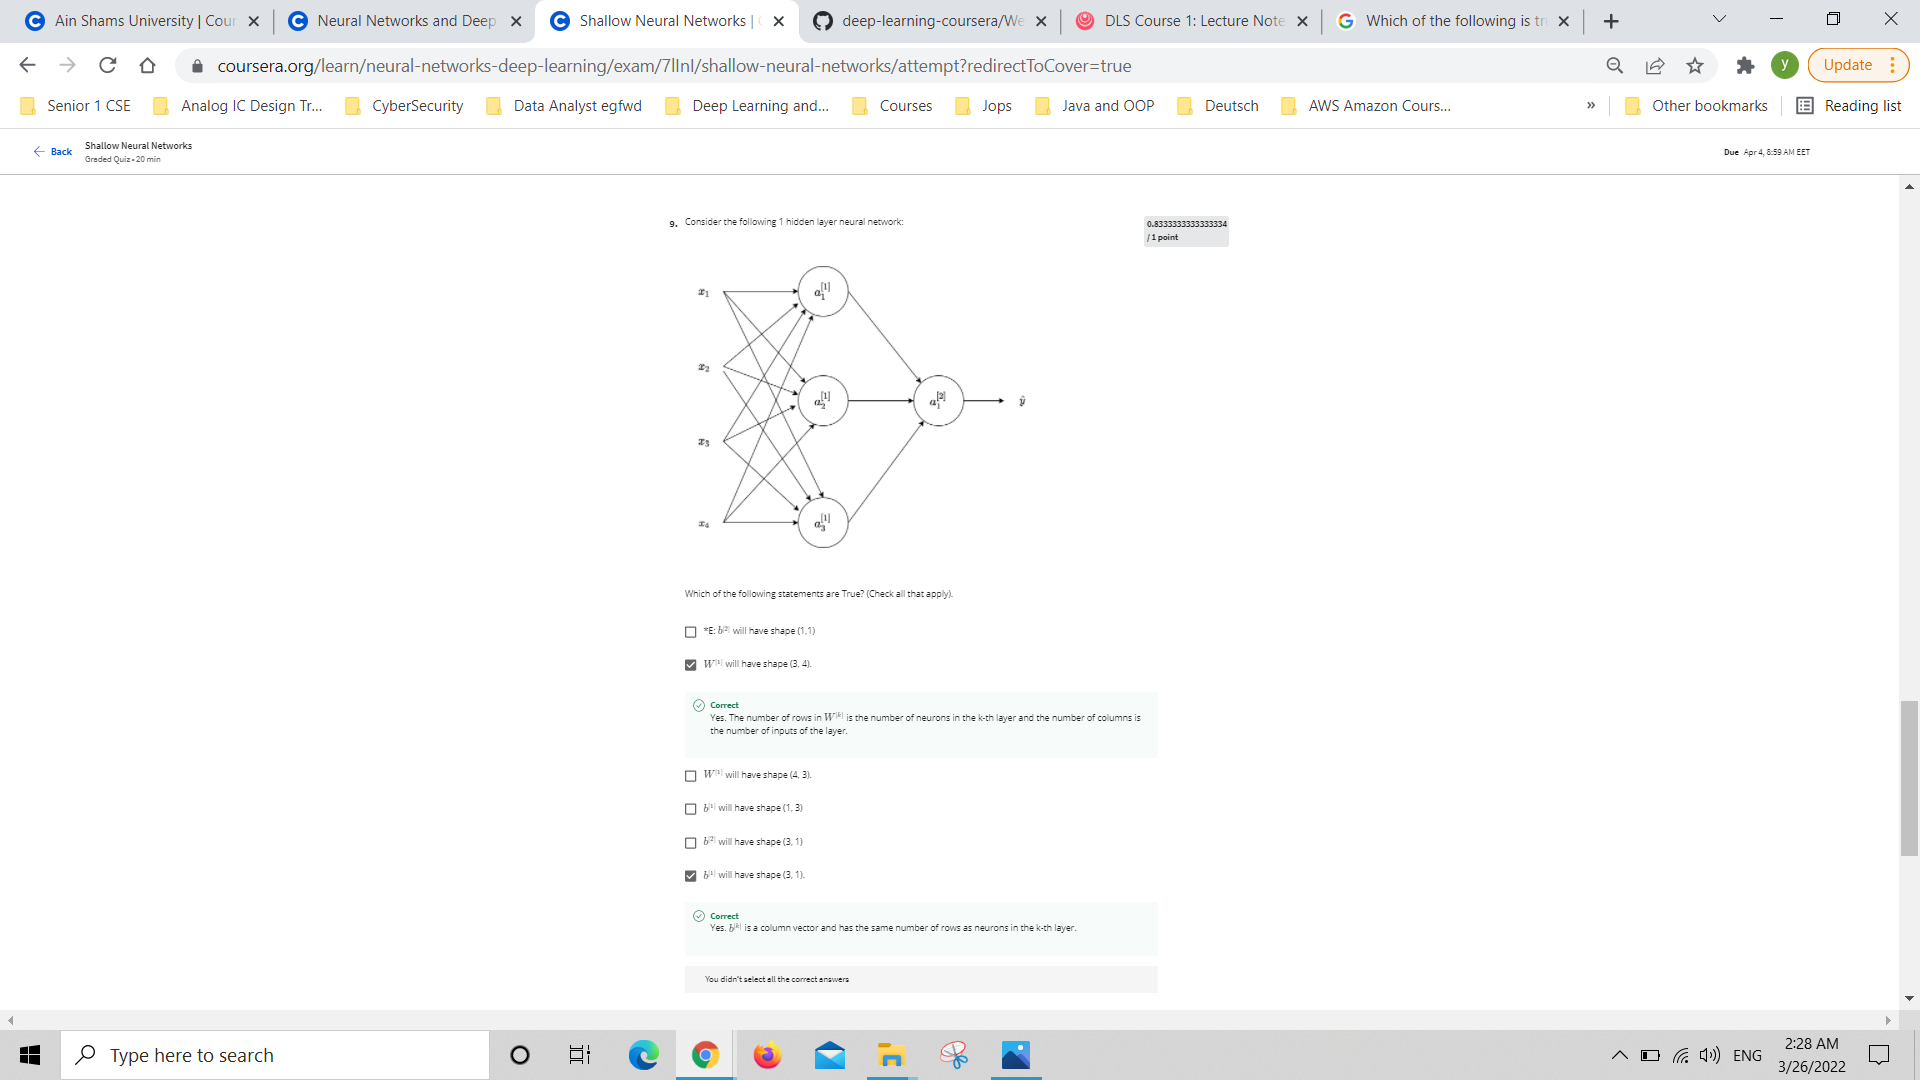 Ain Shams University | Cour
Neural Networks and Deep
Shallow Neural Networks | C
deep-learning-coursera/We
DLS Course 1: Lecture Note
Which of the following is tr
coursera.org/learn/neural-networks-deep-learning/exam/7lInI/shallow-neural-networks/attempt?redirectToCover=true
y
Update
Senior 1 CSE
Analog IC Design Tr...
CyberSecurity
Data Analyst egfwd
Deep Learning and...
Courses
Jops
Java and OOP
Deutsch
AWS Amazon Cours...
»
Other bookmarks
Reading list
Back
Shallow Neural Networks
Graded Quiz • 20 min
Due Apr 4, 8:59 AM EET
9. Consider the following 1 hidden layer neural network:
0.8333333333333334
/ 1 point
x₁
x₂
x₃
x₄
a₁^[1]
a₂^[1]
a₃^[1]
a₁^[2]
ŷ
Which of the following statements are True? (Check all that apply).
*E: b^[2] will have shape (1,1)
W^[1] will have shape (3, 4).
Correct
Yes. The number of rows in W^[k] is the number of neurons in the k-th layer and the number of columns is
the number of inputs of the layer.
W^[1] will have shape (4, 3).
b^[1] will have shape (1, 3)
b^[2] will have shape (3, 1)
b^[1] will have shape (3, 1).
Correct
Yes. b^[k] is a column vector and has the same number of rows as neurons in the k-th layer.
You didn't select all the correct answers
Type here to search
ENG
2:28 AM
3/26/2022